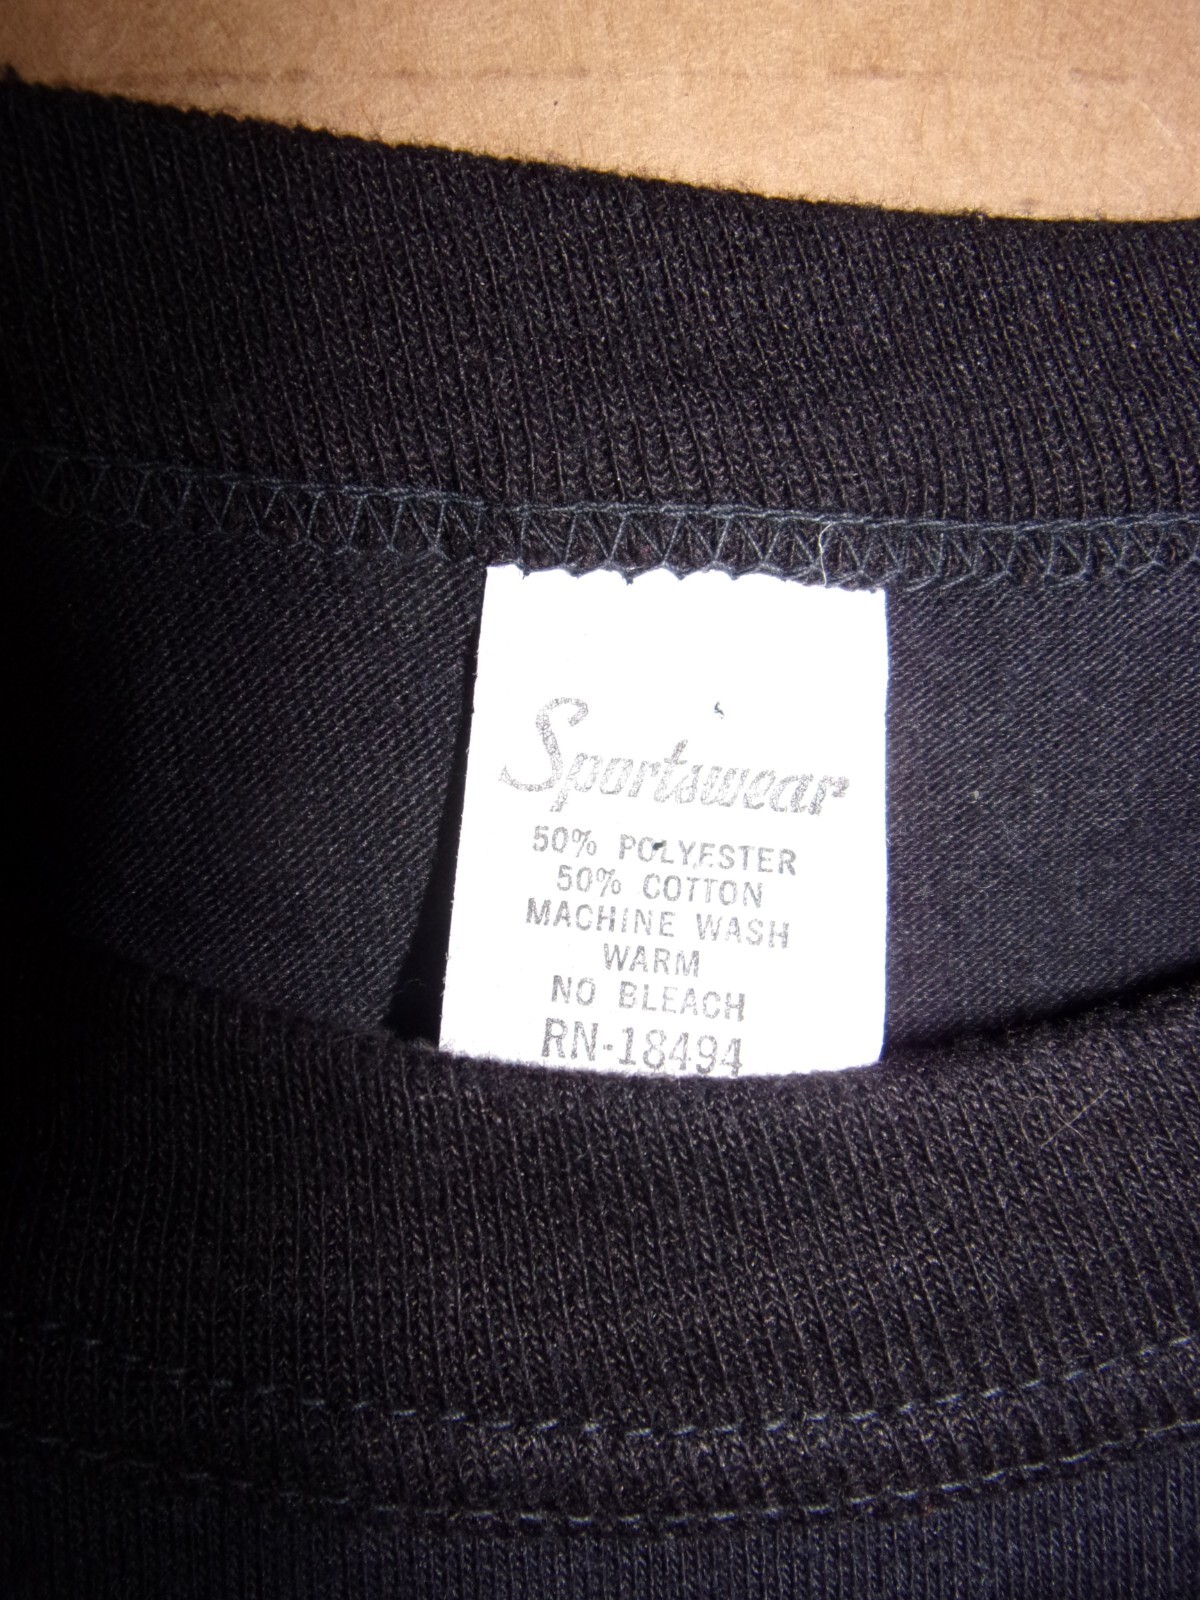 Sportswear
50% POLYESTER
50% COTTON
MACHINE WASH
WARM
NO BLEACH
RN-18494